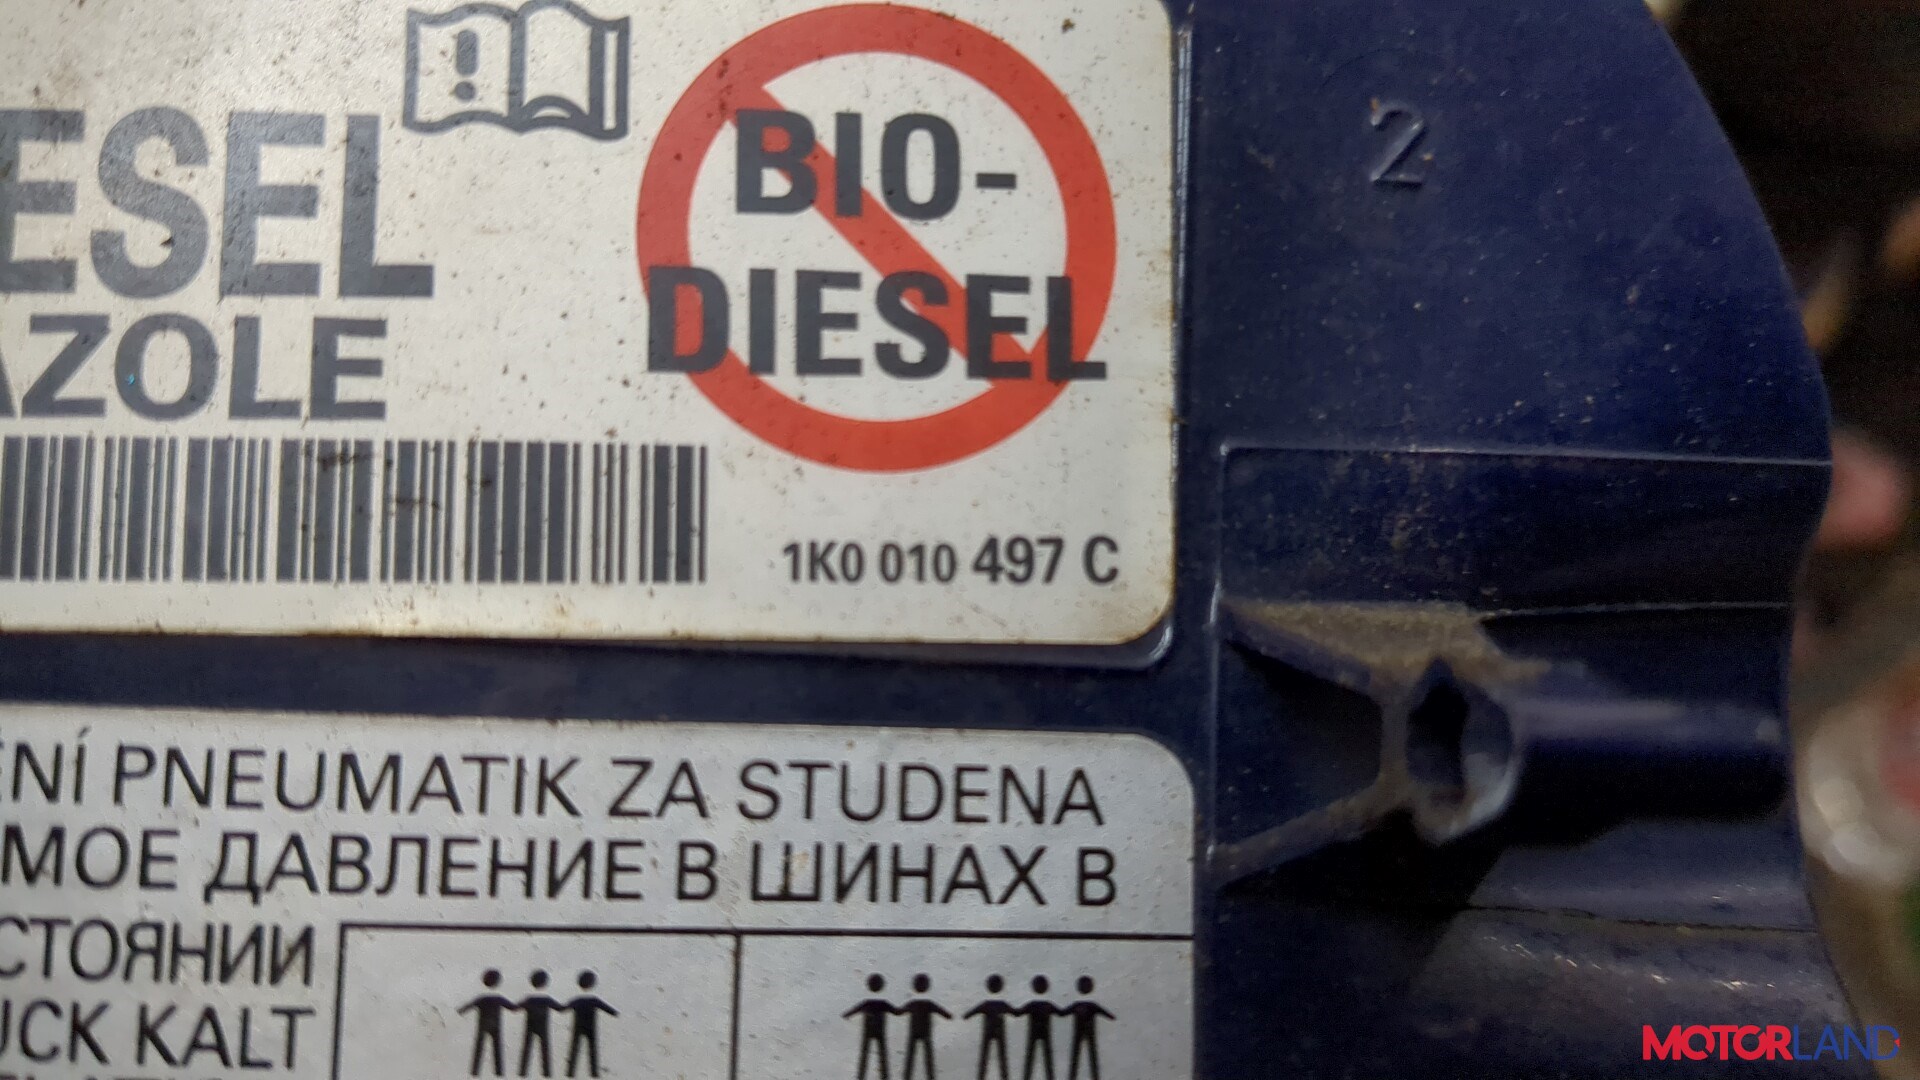 ESEL
BIO-
DIESEL
AZOLE
1K0 010 497 C
2
ENÍ PNEUMATIK ZA STUDENA
МОЕ ДАВЛЕНИЕ В ШИНАХ В
СТОЯНИИ
UCK KALT
MOTORLAND